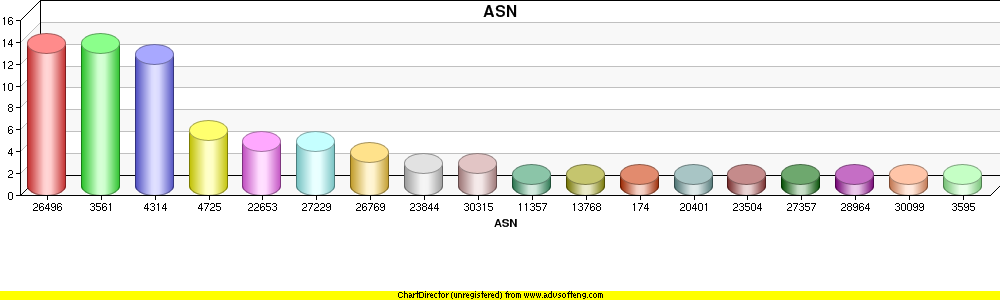 ASN
16
14
12
10
8
6
4
2
0
26496 3561 4314 4725 22653 27229 26769 23844 30315 11357 13768 174 20401 23504 27357 28964 30099 3595
ASN
ChartDirector (unregistered) from www.advsofteng.com